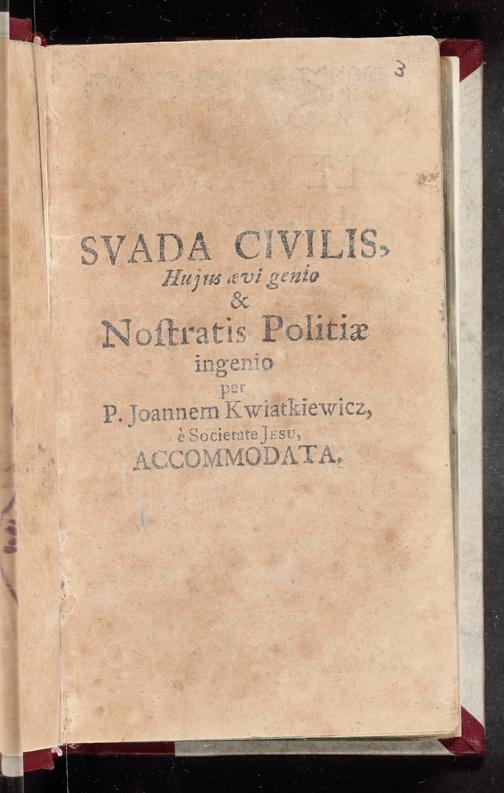 3
SVADA CIVILIS,
Hujus ævi genio
&
Noſtratis Politiæ
ingenio
per
P. Joannem Kwiatkiewicz,
è Societate JESU,
ACCOMMODATA.